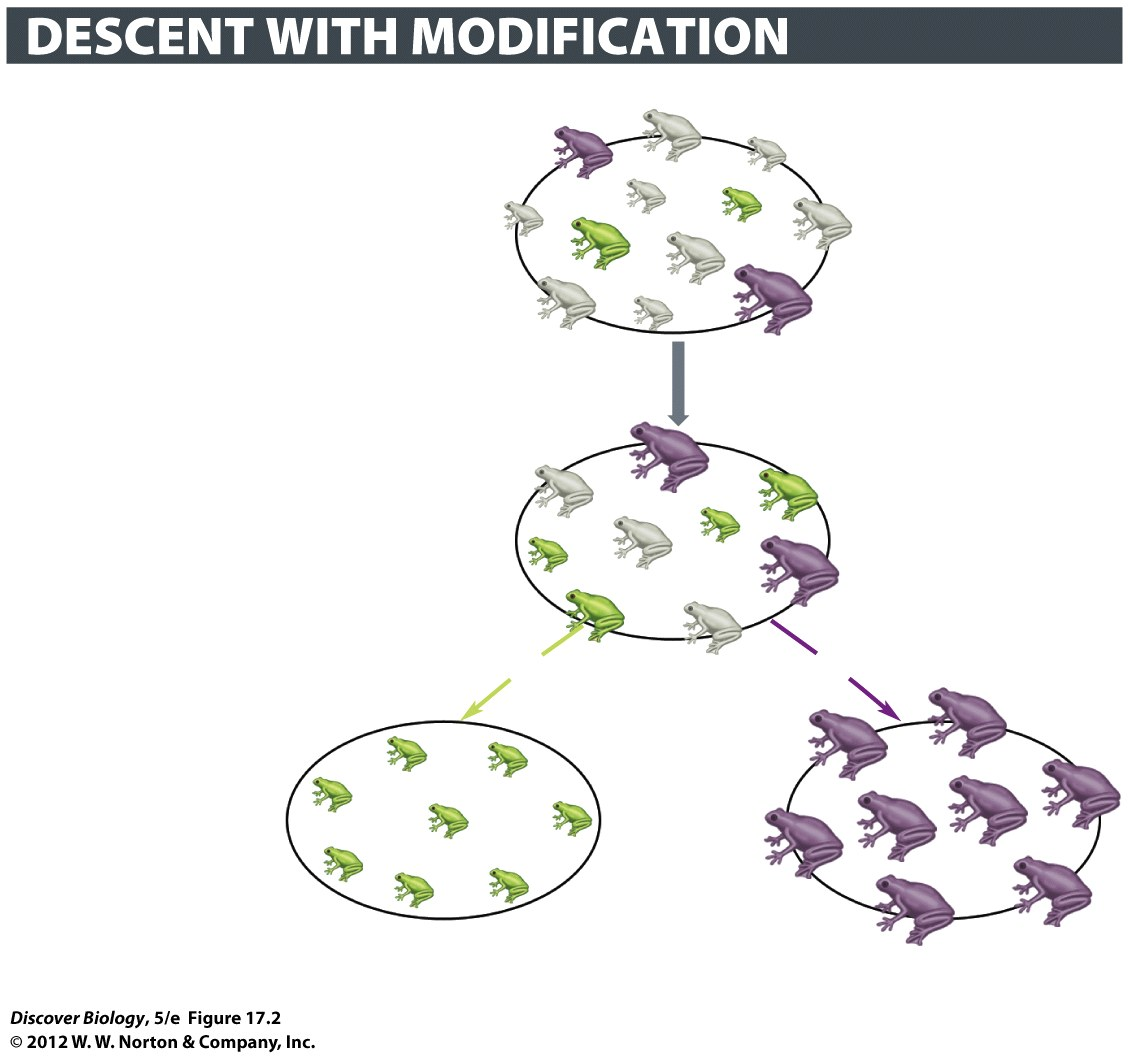 DESCENT WITH MODIFICATION
Discover Biology, 5/e Figure 17.2
© 2012 W. W. Norton & Company, Inc.